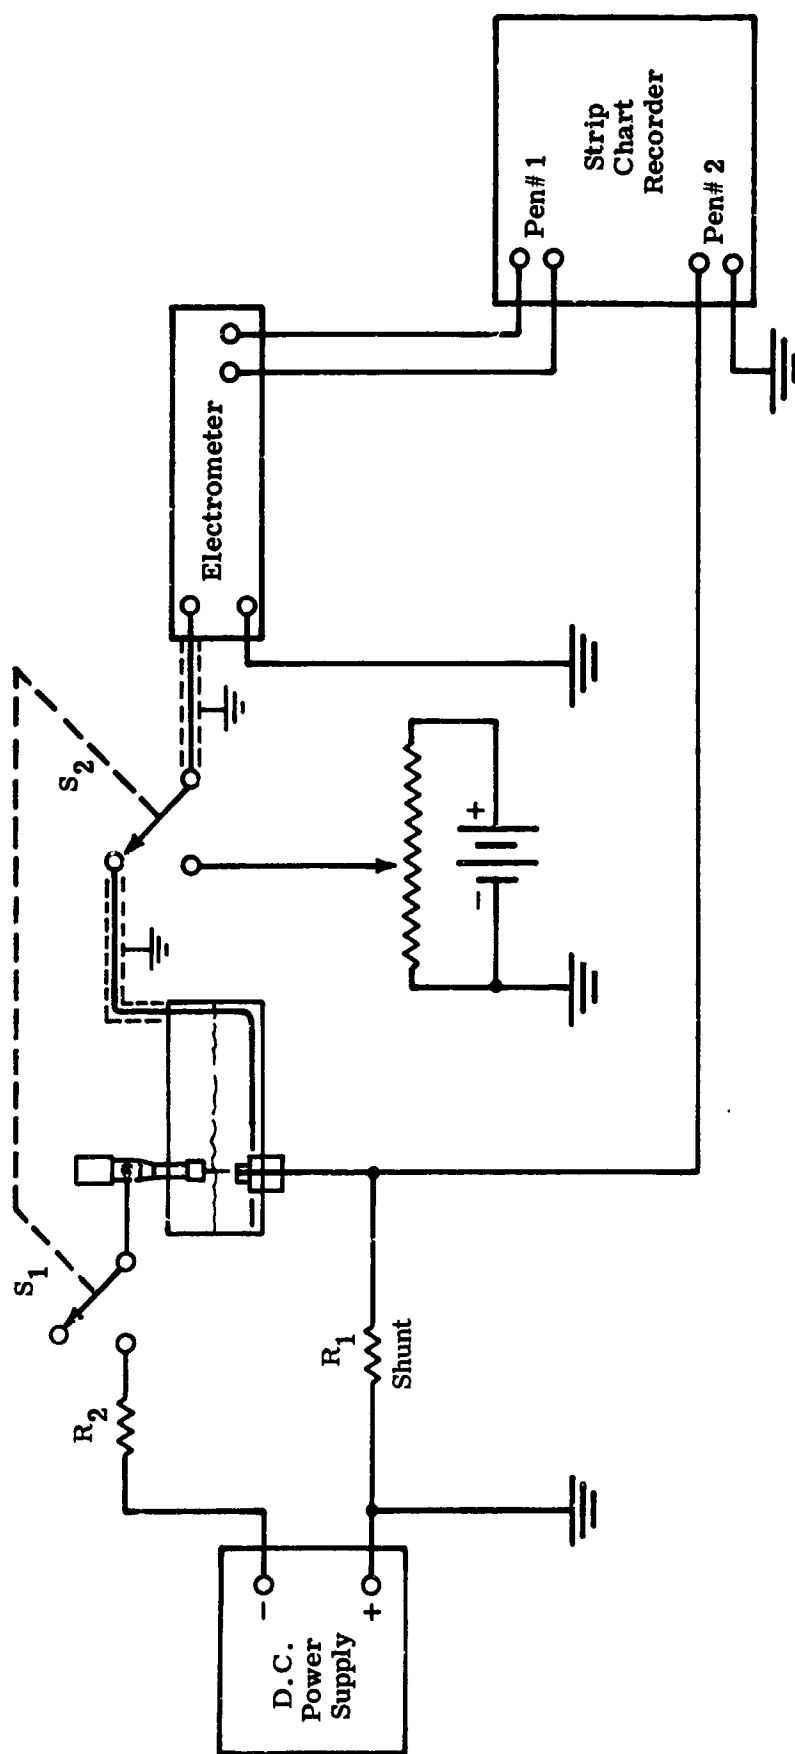 D.C.
Power
Supply
-
+
R2
S1
R1
Shunt
S2
-
+
Electrometer
Pen# 1
Strip
Chart
Recorder
Pen# 2